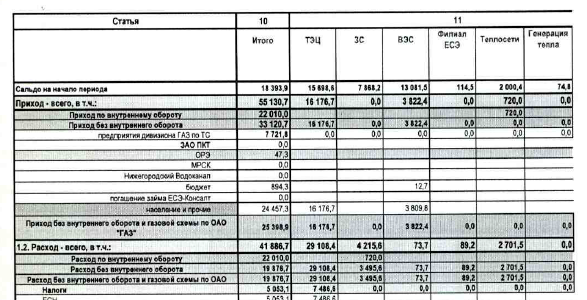 Статья 10 11
Итого ТЭЦ ЗС ВЭС Филиал ЕСЭ Теплосети Генерация тепла
Сальдо на начало периода 18 393,9 15 698,6 7 868,2 13 081,5 114,5 2 000,4 74,8
Приход - всего, в т.ч.: 55 130,7 16 176,7 0,0 3 822,4 0,0 720,0 0,0
Приход по внутреннему обороту 22 010,0 720,0
Приход без внутреннего оборота 33 120,7 16 176,7 0,0 3 822,4 0,0 0,0 0,0
предприятия дивизиона ГАЗ по ТС 7 721,8 0,0 0,0 0,0 0,0 0,0 0,0
ЗАО ПКТ 0,0
ОРЭ 47,3
МРСК 0,0
Нижегородский Водоканал 0,0
бюджет 894,3 12,7
погашение займа ЕСЭ-Консалт 0,0
население и прочие 24 457,3 16 176,7 3 809,8
Приход без внутреннего оборота и газовой схемы по ОАО "ГАЗ" 25 398,9 16 176,7 0,0 3 822,4 0,0 0,0 0,0
1.2. Расход - всего, в т.ч.: 41 886,7 29 108,4 4 215,6 73,7 89,2 2 701,5 0,0
Расход по внутреннему обороту 22 010,0 720,0
Расход без внутреннего оборота 19 876,7 29 108,4 3 495,6 73,7 89,2 2 701,5 0,0
Расход без внутреннего оборота и газовой схемы по ОАО 19 876,7 29 108,4 3 495,6 73,7 89,2 2 701,5 0,0
Налоги 5 053,1 7 486,6 0,0 0,0 0,0 0,0 0,0
ЕСН 5 053,1 7 486,6